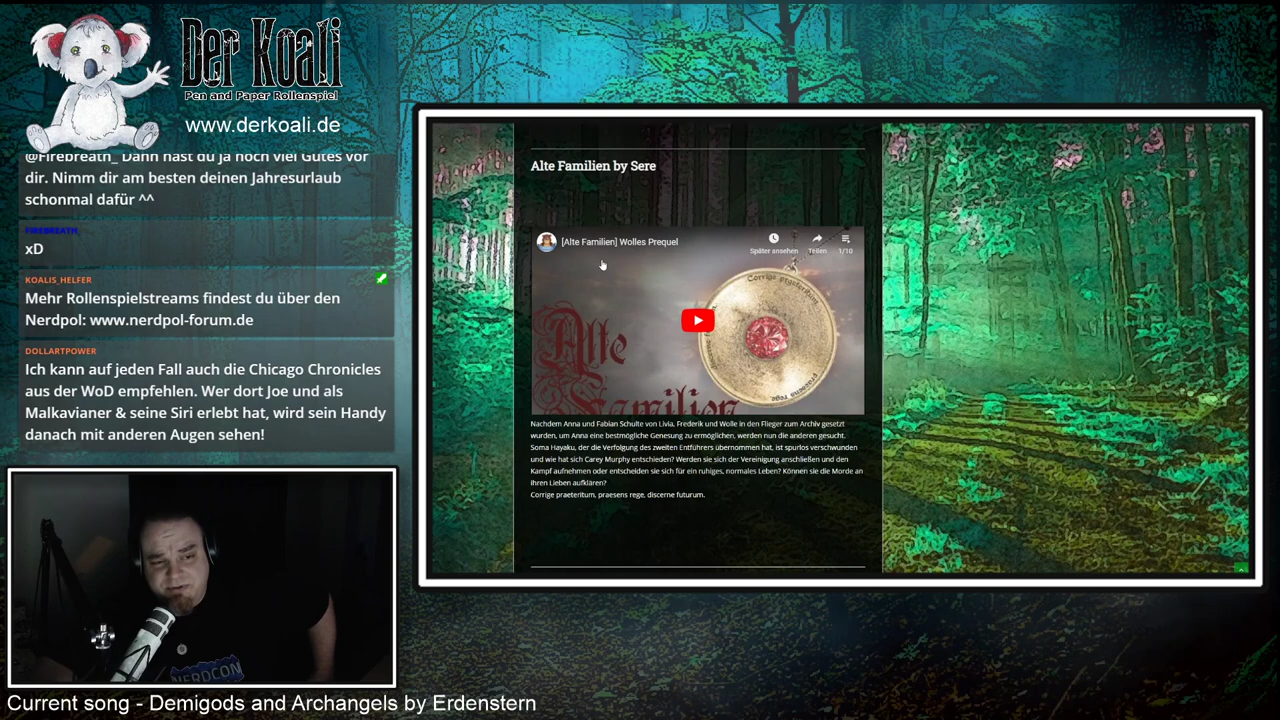 Der Koali
Pen and Paper Rollenspiel
www.derkoali.de
@Firebreath_ Dann hast du ja noch viel Gutes vor
dir. Nimm dir am besten deinen Jahresurlaub
schonmal dafür ^^
FIREBREATH_
xD
KOALIS_HELFER
Mehr Rollenspielstreams findest du über den
Nerdpol: www.nerdpol-forum.de
DOLLARTPOWER
Ich kann auf jeden Fall auch die Chicago Chronicles
aus der WoD empfehlen. Wer dort Joe und als
Malkavianer & seine Siri erlebt hat, wird sein Handy
danach mit anderen Augen sehen!
NERDCON
Alte Familien by Sere
[Alte Familien] Wolles Prequel
Später ansehen
Teilen
1/10
Corrige praeteritum
praesens rege
Alte
Familien
Nachdem Anna und Fabian Schulte von Livia, Frederik und Wolle in den Flieger zum Archiv gesetzt
wurden, um Anna eine bestmögliche Genesung zu ermöglichen, werden nun die anderen gesucht.
Soma Hayaku, der die Verfolgung des zweiten Entführers übernommen hat, ist spurlos verschwunden
und wie hat sich Carey Murphy entschieden? Werden sie sich der Vereinigung anschließen und den
Kampf aufnehmen oder entscheiden sie sich für ein ruhiges, normales Leben? Können sie die Morde an
ihren Lieben aufklären?
Corrige praeteritum, praesens rege, discerne futurum.
Current song - Demigods and Archangels by Erdenstern